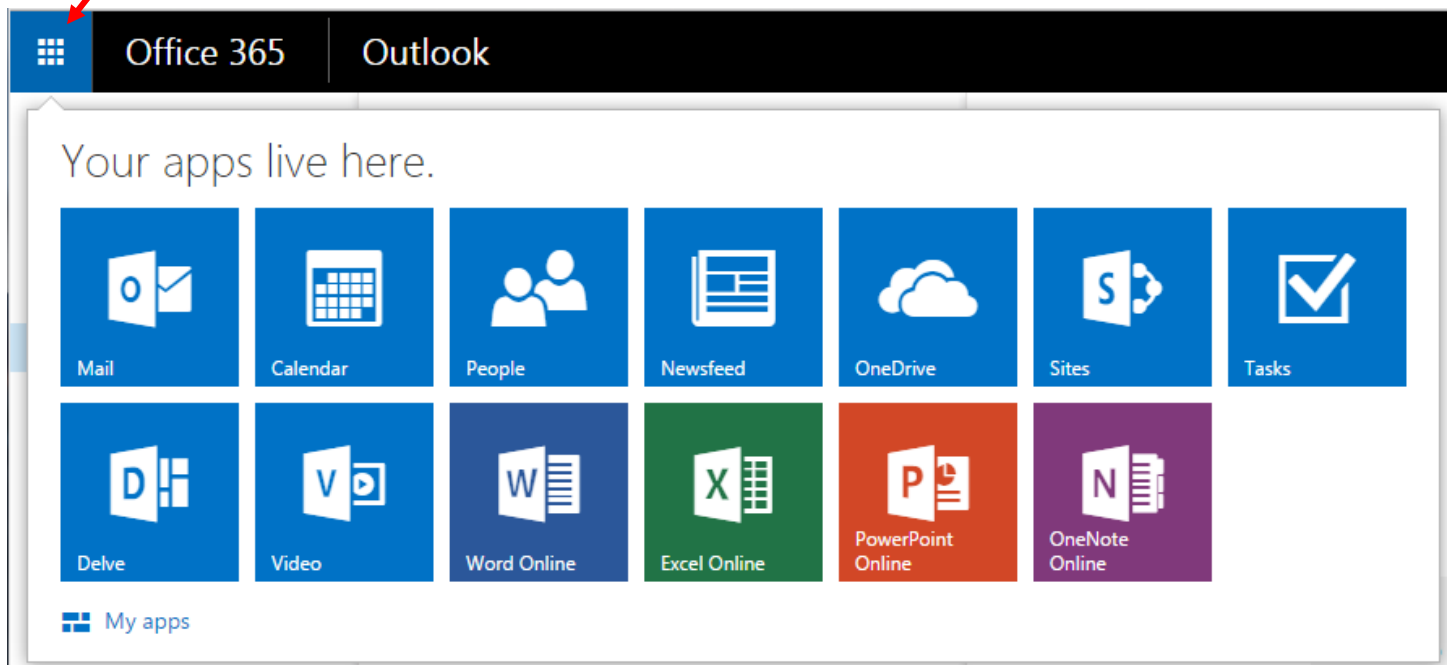 Office 365
Outlook
Your apps live here.
Mail
Calendar
People
Newsfeed
OneDrive
Sites
Tasks
Delve
Video
Word Online
Excel Online
PowerPoint
Online
OneNote
Online
My apps